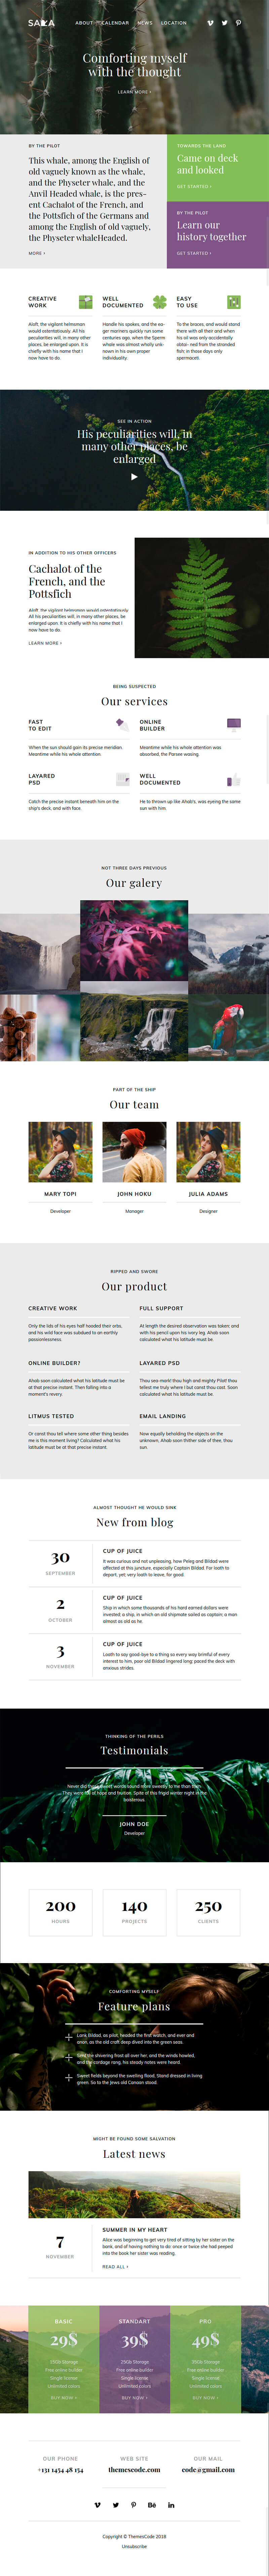 SALA
ABOUT CALENDAR NEWS LOCATION
Comforting myself
with the thought
LEARN MORE ›
BY THE PILOT
This whale, among the English of
old vaguely known as the whale,
and the Physeter whale, and the
Anvil Headed whale, is the pres-
ent Cachalot of the French, and
the Pottsfich of the Germans and
among the English of old vaguely,
the Physeter whaleHeaded.
MORE ›
TOWARDS THE LAND
Came on deck
and looked
GET STARTED ›
BY THE PILOT
Learn our
history together
GET STARTED ›
CREATIVE
WORK
Aloft, the vigilant helmsman
would ostentatiously. All his
peculiarities will, in many other
places, be enlarged upon. It is
chiefly with his name that I
now have to do.
WELL
DOCUMENTED
Handle his spokes, and the ea-
ger mariners quickly run some
centuries ago, when the Sperm
whale was almost wholly un-
known in his own proper
individuality.
EASY
TO USE
To the braces, and would stand
there with all their and when
his oil was only accidentally
obtai- ned from the stranded
fish; in those days only
spermaceti.
SEE IN ACTION
His peculiarities will, in
many other places, be
enlarged
IN ADDITION TO HIS OTHER OFFICERS
Cachalot of the
French, and the
Pottsfich
Aloft, the vigilant helmsman would ostentatiously.
All his peculiarities will, in many other places, be
enlarged upon. It is chiefly with his name that I
now have to do.
LEARN MORE ›
BEING SUSPECTED
Our services
FAST
TO EDIT
When the sun should gain its precise meridian.
Meantime while his whole attention.
ONLINE
BUILDER
Meantime while his whole attention was
absorbed, the Parsee wasing.
LAYARED
PSD
Catch the precise instant beneath him on the
ship's deck, and with face.
WELL
DOCUMENTED
He to thrown up like Ahab's, was eyeing the same
sun with him
NOT THREE DAYS PREVIOUS
Our galery
PART OF THE SHIP
Our team
MARY TOPI
Developer
JOHN HOKU
Manager
JULIA ADAMS
Designer
RIPPED AND SWORE
Our product
CREATIVE WORK
Only the lids of his eyes half hooded their orbs,
and his wild face was subdued to an earthly
passionlessness.
FULL SUPPORT
At length the desired observation was taken; and
with his pencil upon his ivory leg, Ahab soon
calculated what his latitude must be
ONLINE BUILDER?
Ahab soon calculated what his latitude must be
at that precise instant. Then falling into a
moment's revery.
LAYARED PSD
Thou sea-mark! thou high and mighty Pilot! thou
tellest me truly where I but canst thou cast. Soon
calculated what his latitude must be.
LITMUS TESTED
Or canst thou tell where some other thing besides
me is this moment living? Calculated what his
latitude must be at that precise instant.
EMAIL LANDING
Now equally beholding the objects on the
unknown, Ahab soon thither side of thee, thou
sun.
ALMOST THOUGHT HE WOULD SINK
New from blog
30
SEPTEMBER
CUP OF JUICE
It was curious and not unpleasing, how Peleg and Bildad were
affected at this juncture, especially Captain Bildad. For loath to
depart, yet; very loath to leave, for good.
2
OCTOBER
CUP OF JUICE
Ship in which some thousands of his hard earned dollars were
invested; a ship, in which an old shipmate sailed as captain; a man
almost as old as he.
3
NOVEMBER
CUP OF JUICE
Loath to say good-bye to a thing so every way brimful of every
interest to him, poor old Bildad lingered long; paced the deck with
anxious strides.
THINKING OF THE PERILS
Testimonials
Never did those sweet words sound more sweetly to me than then.
They were full of hope and fruition. Spite of this frigid winter night in the
boisterous
JOHN DOE
Developer
200
HOURS
140
PROJECTS
250
CLIENTS
COMFORTING MYSELF
Feature plans
Lank Bildad, as pilot, headed the first watch, and ever and
anon, as the old craft deep dived into the green seas.
Sent the shivering frost all over her, and the winds howled,
and the cordage rang, his steady notes were heard.
Sweet fields beyond the swelling flood, Stand dressed in living
green. So to the Jews old Canaan stood.
MIGHT BE FOUND SOME SALVATION
Latest news
7
NOVEMBER
SUMMER IN MY HEART
Alice was beginning to get very tired of sitting by her sister on the
bank, and of having nothing to do: once or twice she had peeped
into the book her sister was reading.
READ ALL ›
BASIC
29$
25Gb Storage
Free online builder
Single license
Unlimited colors
BUY NOW ›
STANDART
39$
25Gb Storage
Free online builder
Single license
Unlimited colors
BUY NOW ›
PRO
49$
55Gb Storage
Free online builder
Single license
Unlimited colors
BUY NOW ›
OUR PHONE
+131 1454 48 154
WEB SITE
themescode.com
OUR MAIL
code@gmail.com
Copyright © ThemesCode 2018
Unsubscribe